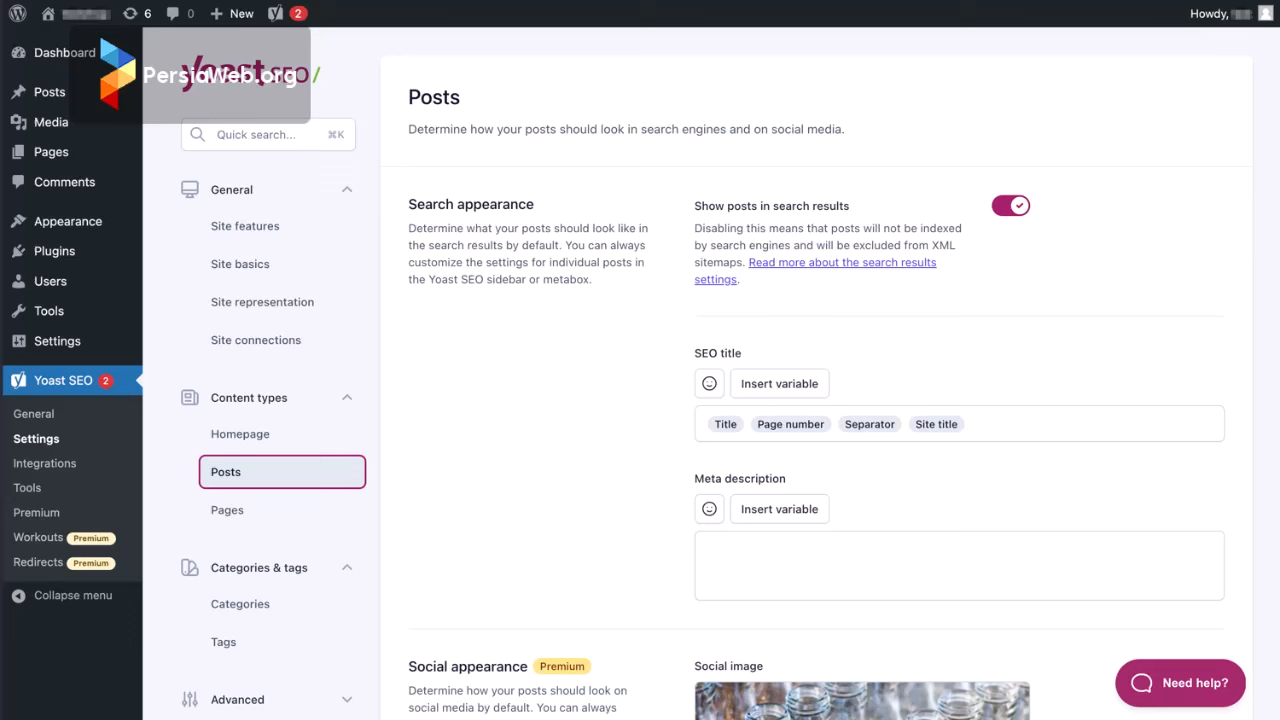 6
0
New
2
Howdy,
Dashboard
Posts
Media
Pages
Comments
Appearance
Plugins
Users
Tools
Settings
Yoast SEO 2
General
Settings
Integrations
Tools
Premium
Workouts Premium
Redirects Premium
Collapse menu
PersiaWeb.org
yoast SEO/
Quick search... ⌘K
General
Site features
Site basics
Site representation
Site connections
Content types
Homepage
Posts
Pages
Categories & tags
Categories
Tags
Advanced
Posts
Determine how your posts should look in search engines and on social media.
Search appearance
Determine what your posts should look like in
the search results by default. You can always
customize the settings for individual posts in
the Yoast SEO sidebar or metabox.
Show posts in search results
Disabling this means that posts will not be indexed
by search engines and will be excluded from XML
sitemaps. Read more about the search results
settings.
SEO title
Insert variable
Title Page number Separator Site title
Meta description
Insert variable
Social appearance Premium
Determine how your posts should look on
social media by default. You can always
Social image
Need help?